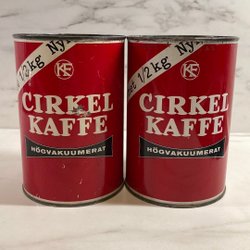 1/2 kg Ny
KF
CIRKEL
KAFFE
HÖGVAKUUMERAT
1/2 kg Ny
KF
CIRKEL
KAFFE
HÖGVAKUUMERAT